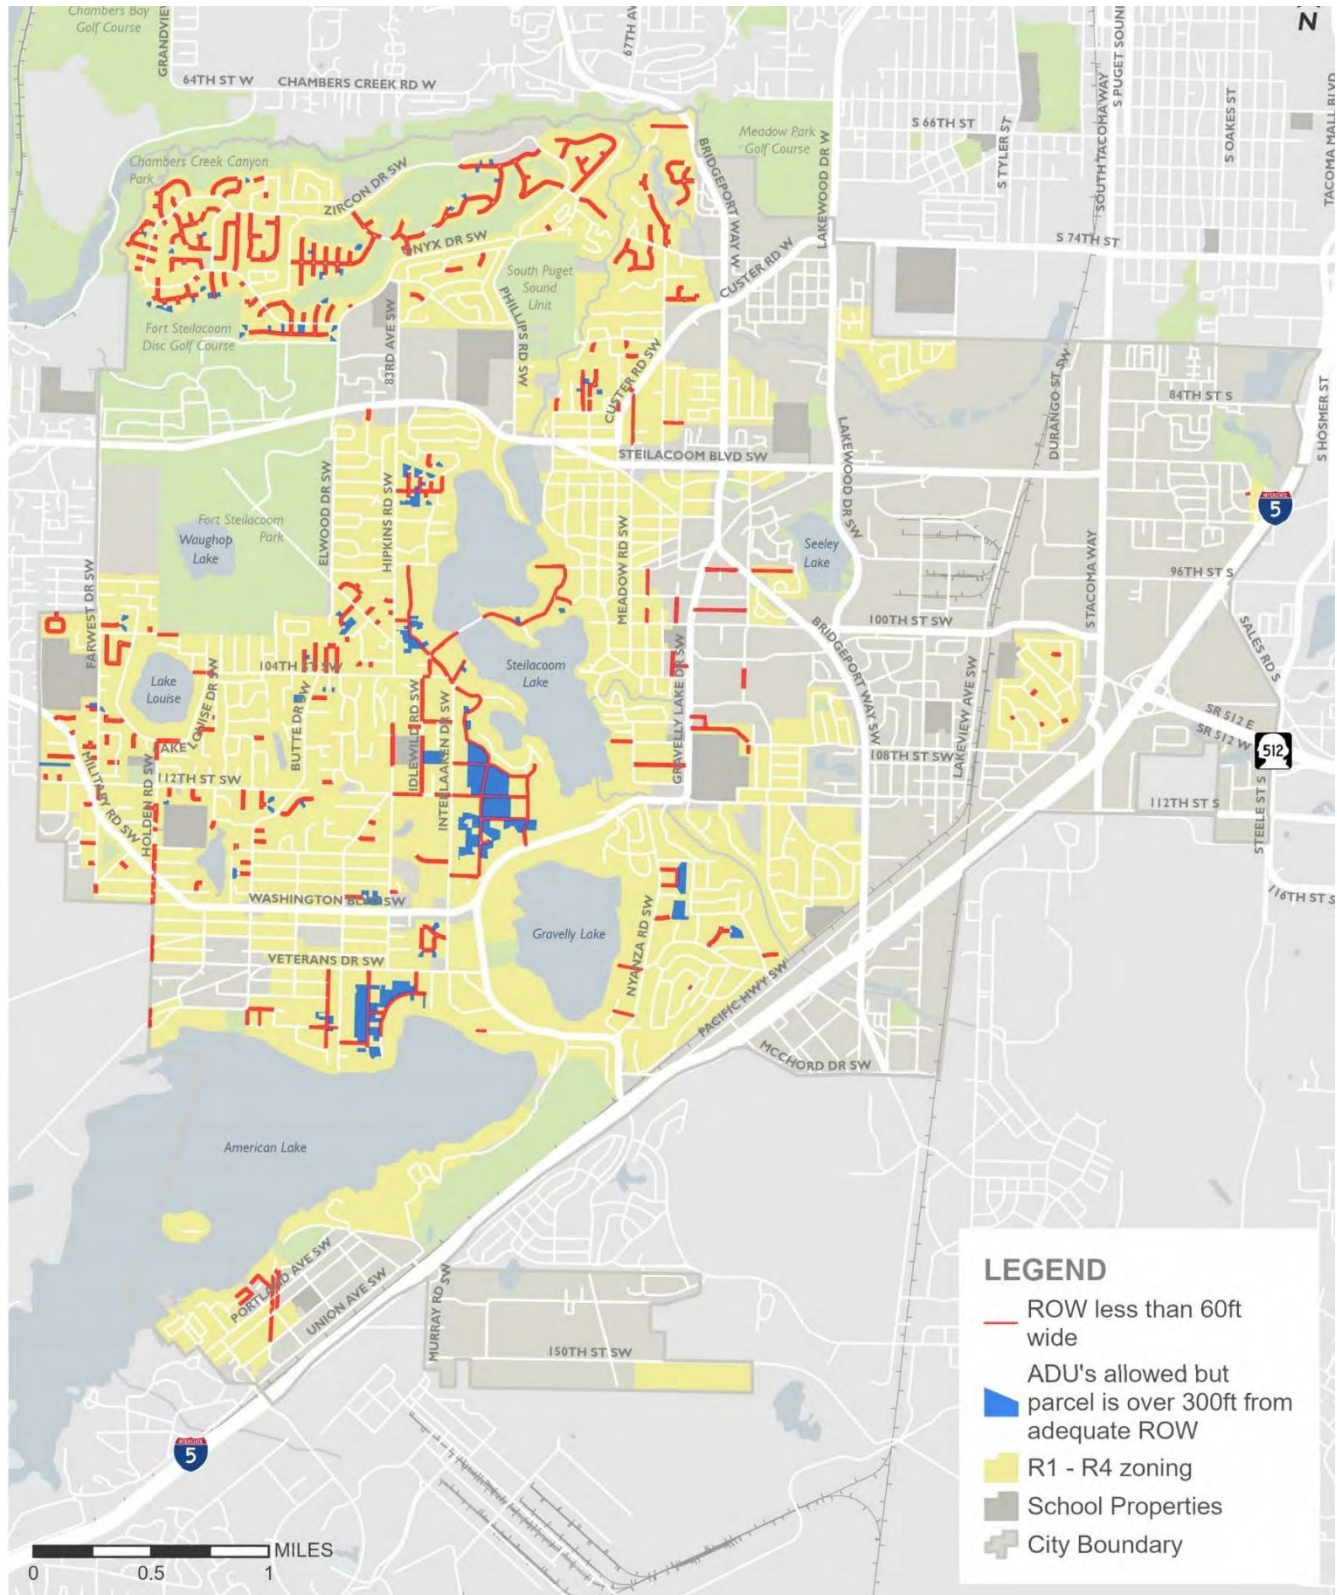 Chambers Bay
Golf Course
GRANDVIEW
67TH AV
N
64TH ST W
CHAMBERS CREEK RD W
SOUTH TACOMA WAY
S PUGET SOUN
TACOMA MALL BLVD
S OAKES ST
S 66TH ST
S TYLER ST
Meadow Park
Golf Course
LAKEWOOD DR W
BRIDGEPORT WAY W
Chambers Creek Canyon
Park
ZIRCON DR SW
ONYX DR SW
S 74TH ST
CUSTER RD W
South Puget
Sound
Unit
PHILLIPS RD SW
Fort Steilacoom
Disc Golf Course
83RD AVE SW
CUSTER RD SW
DURANGO ST SW
84TH ST S
S HOSMER ST
STEILACOOM BLVD SW
LAKEWOOD DR SW
ELWOOD DR SW
HIPKINS RD SW
Fort Steilacoom
Park
Waughop
Lake
INTERSTATE
5
Seeley
Lake
MEADOW RD SW
S TACOMA WAY
96TH ST S
FARWEST DR SW
100TH ST SW
BRIDGEPORT WAY SW
SALES RD S
104TH ST SW
Steilacoom
Lake
Lake
Louise
LOUISE DR SW
LAKE
BUTTE DR SW
IDLEWILD RD SW
INTERLAAKEN DR SW
GRAVELLY LAKE DR SW
LAKEVIEW AVE SW
SR 512 E
SR 512 W
512
108TH ST SW
112TH ST SW
112TH ST S
MILITARY RD SW
HOLDEN RD SW
STEELE ST S
116TH ST S
WASHINGTON BLVD SW
Gravelly Lake
NYANZA RD SW
VETERANS DR SW
PACIFIC HWY SW
MCCHORD DR SW
American Lake
PORTLAND AVE SW
UNION AVE SW
MURRAY RD SW
150TH ST SW
INTERSTATE
5
LEGEND
ROW less than 60ft
wide
ADU's allowed but
parcel is over 300ft from
adequate ROW
R1 - R4 zoning
School Properties
City Boundary
MILES
0 0.5 1